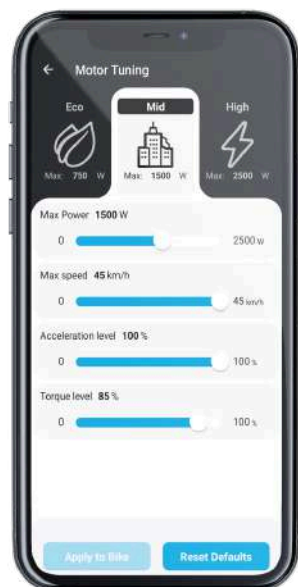 Motor Tuning
Eco
Mid
High
Max: 750 W
Max: 1500 W
Max: 2500 W
Max Power 1500 W
0
2500 w
Max speed 45 km/h
0
45 km/h
Acceleration level 100 %
0
100 %
Torque level 85 %
0
100 %
Apply to Bike
Reset Defaults